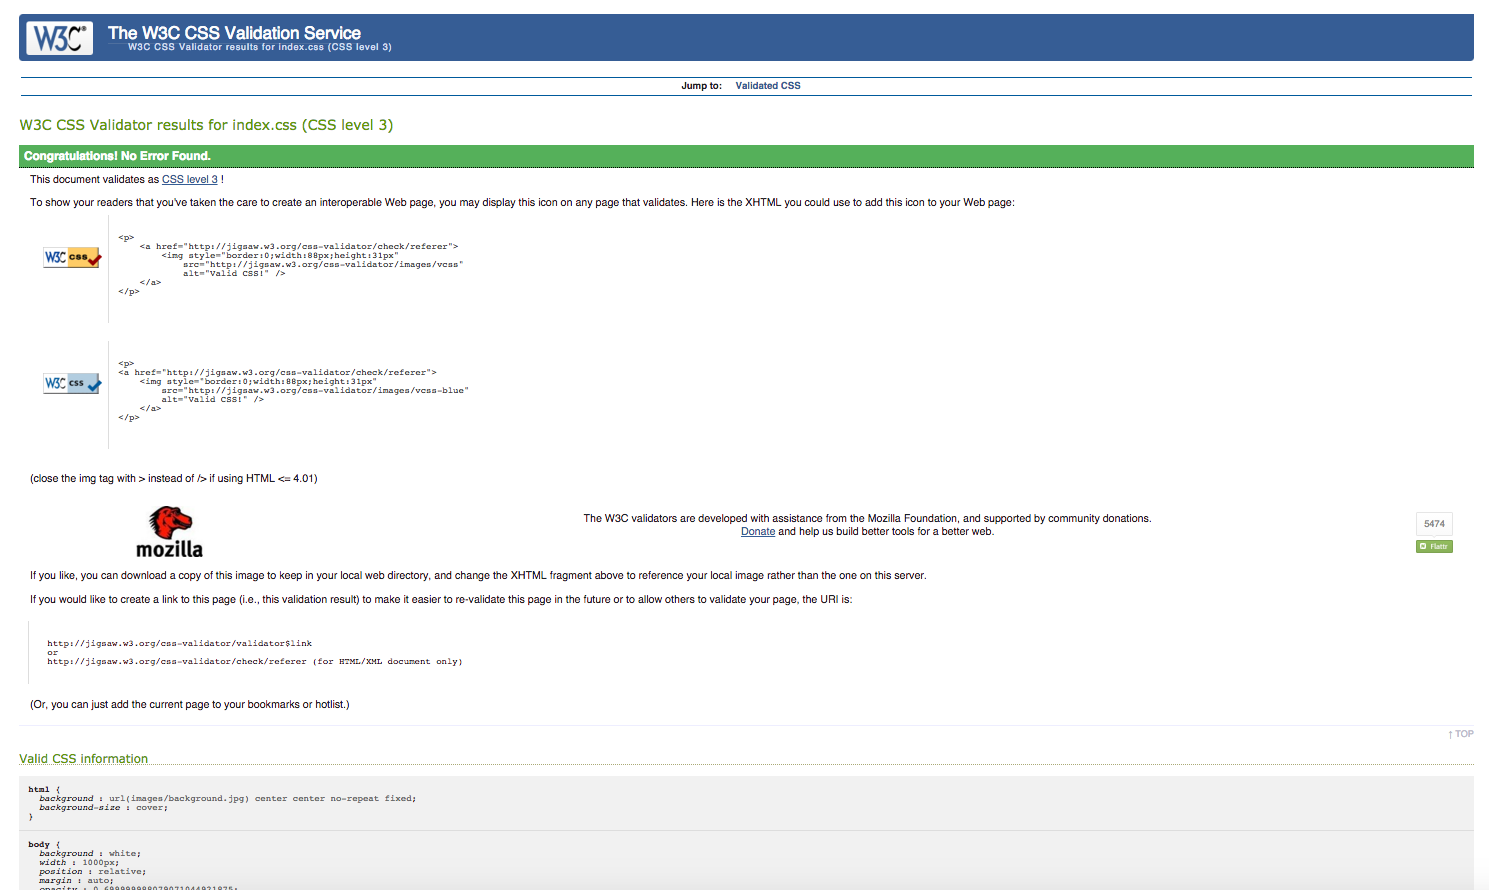 W3C®
The W3C CSS Validation Service
W3C CSS Validator results for index.css (CSS level 3)
Jump to: Validated CSS
W3C CSS Validator results for index.css (CSS level 3)
Congratulations! No Error Found.
This document validates as CSS level 3 !
To show your readers that you've taken the care to create an interoperable Web page, you may display this icon on any page that validates. Here is the XHTML you could use to add this icon to your Web page:
W3C css
<p>
<a href="http://jigsaw.w3.org/css-validator/check/referer">
<img style="border:0;width:88px;height:31px"
src="http://jigsaw.w3.org/css-validator/images/vcss"
alt="Valid CSS!" />
</a>
</p>
W3C css
<p>
<a href="http://jigsaw.w3.org/css-validator/check/referer">
<img style="border:0;width:88px;height:31px"
src="http://jigsaw.w3.org/css-validator/images/vcss-blue"
alt="Valid CSS!" />
</a>
</p>
(close the img tag with > instead of /> if using HTML <= 4.01)
mozilla
The W3C validators are developed with assistance from the Mozilla Foundation, and supported by community donations.
Donate and help us build better tools for a better web.
5474
Flattr
If you like, you can download a copy of this image to keep in your local web directory, and change the XHTML fragment above to reference your local image rather than the one on this server.
If you would like to create a link to this page (i.e., this validation result) to make it easier to re-validate this page in the future or to allow others to validate your page, the URI is:
http://jigsaw.w3.org/css-validator/validator$link
or
http://jigsaw.w3.org/css-validator/check/referer (for HTML/XML document only)
(Or, you can just add the current page to your bookmarks or hotlist.)
↑ TOP
Valid CSS information
html {
background : url(images/background.jpg) center center no-repeat fixed;
background-size : cover;
}
body {
background : white;
width : 1000px;
position : relative;
margin : auto;